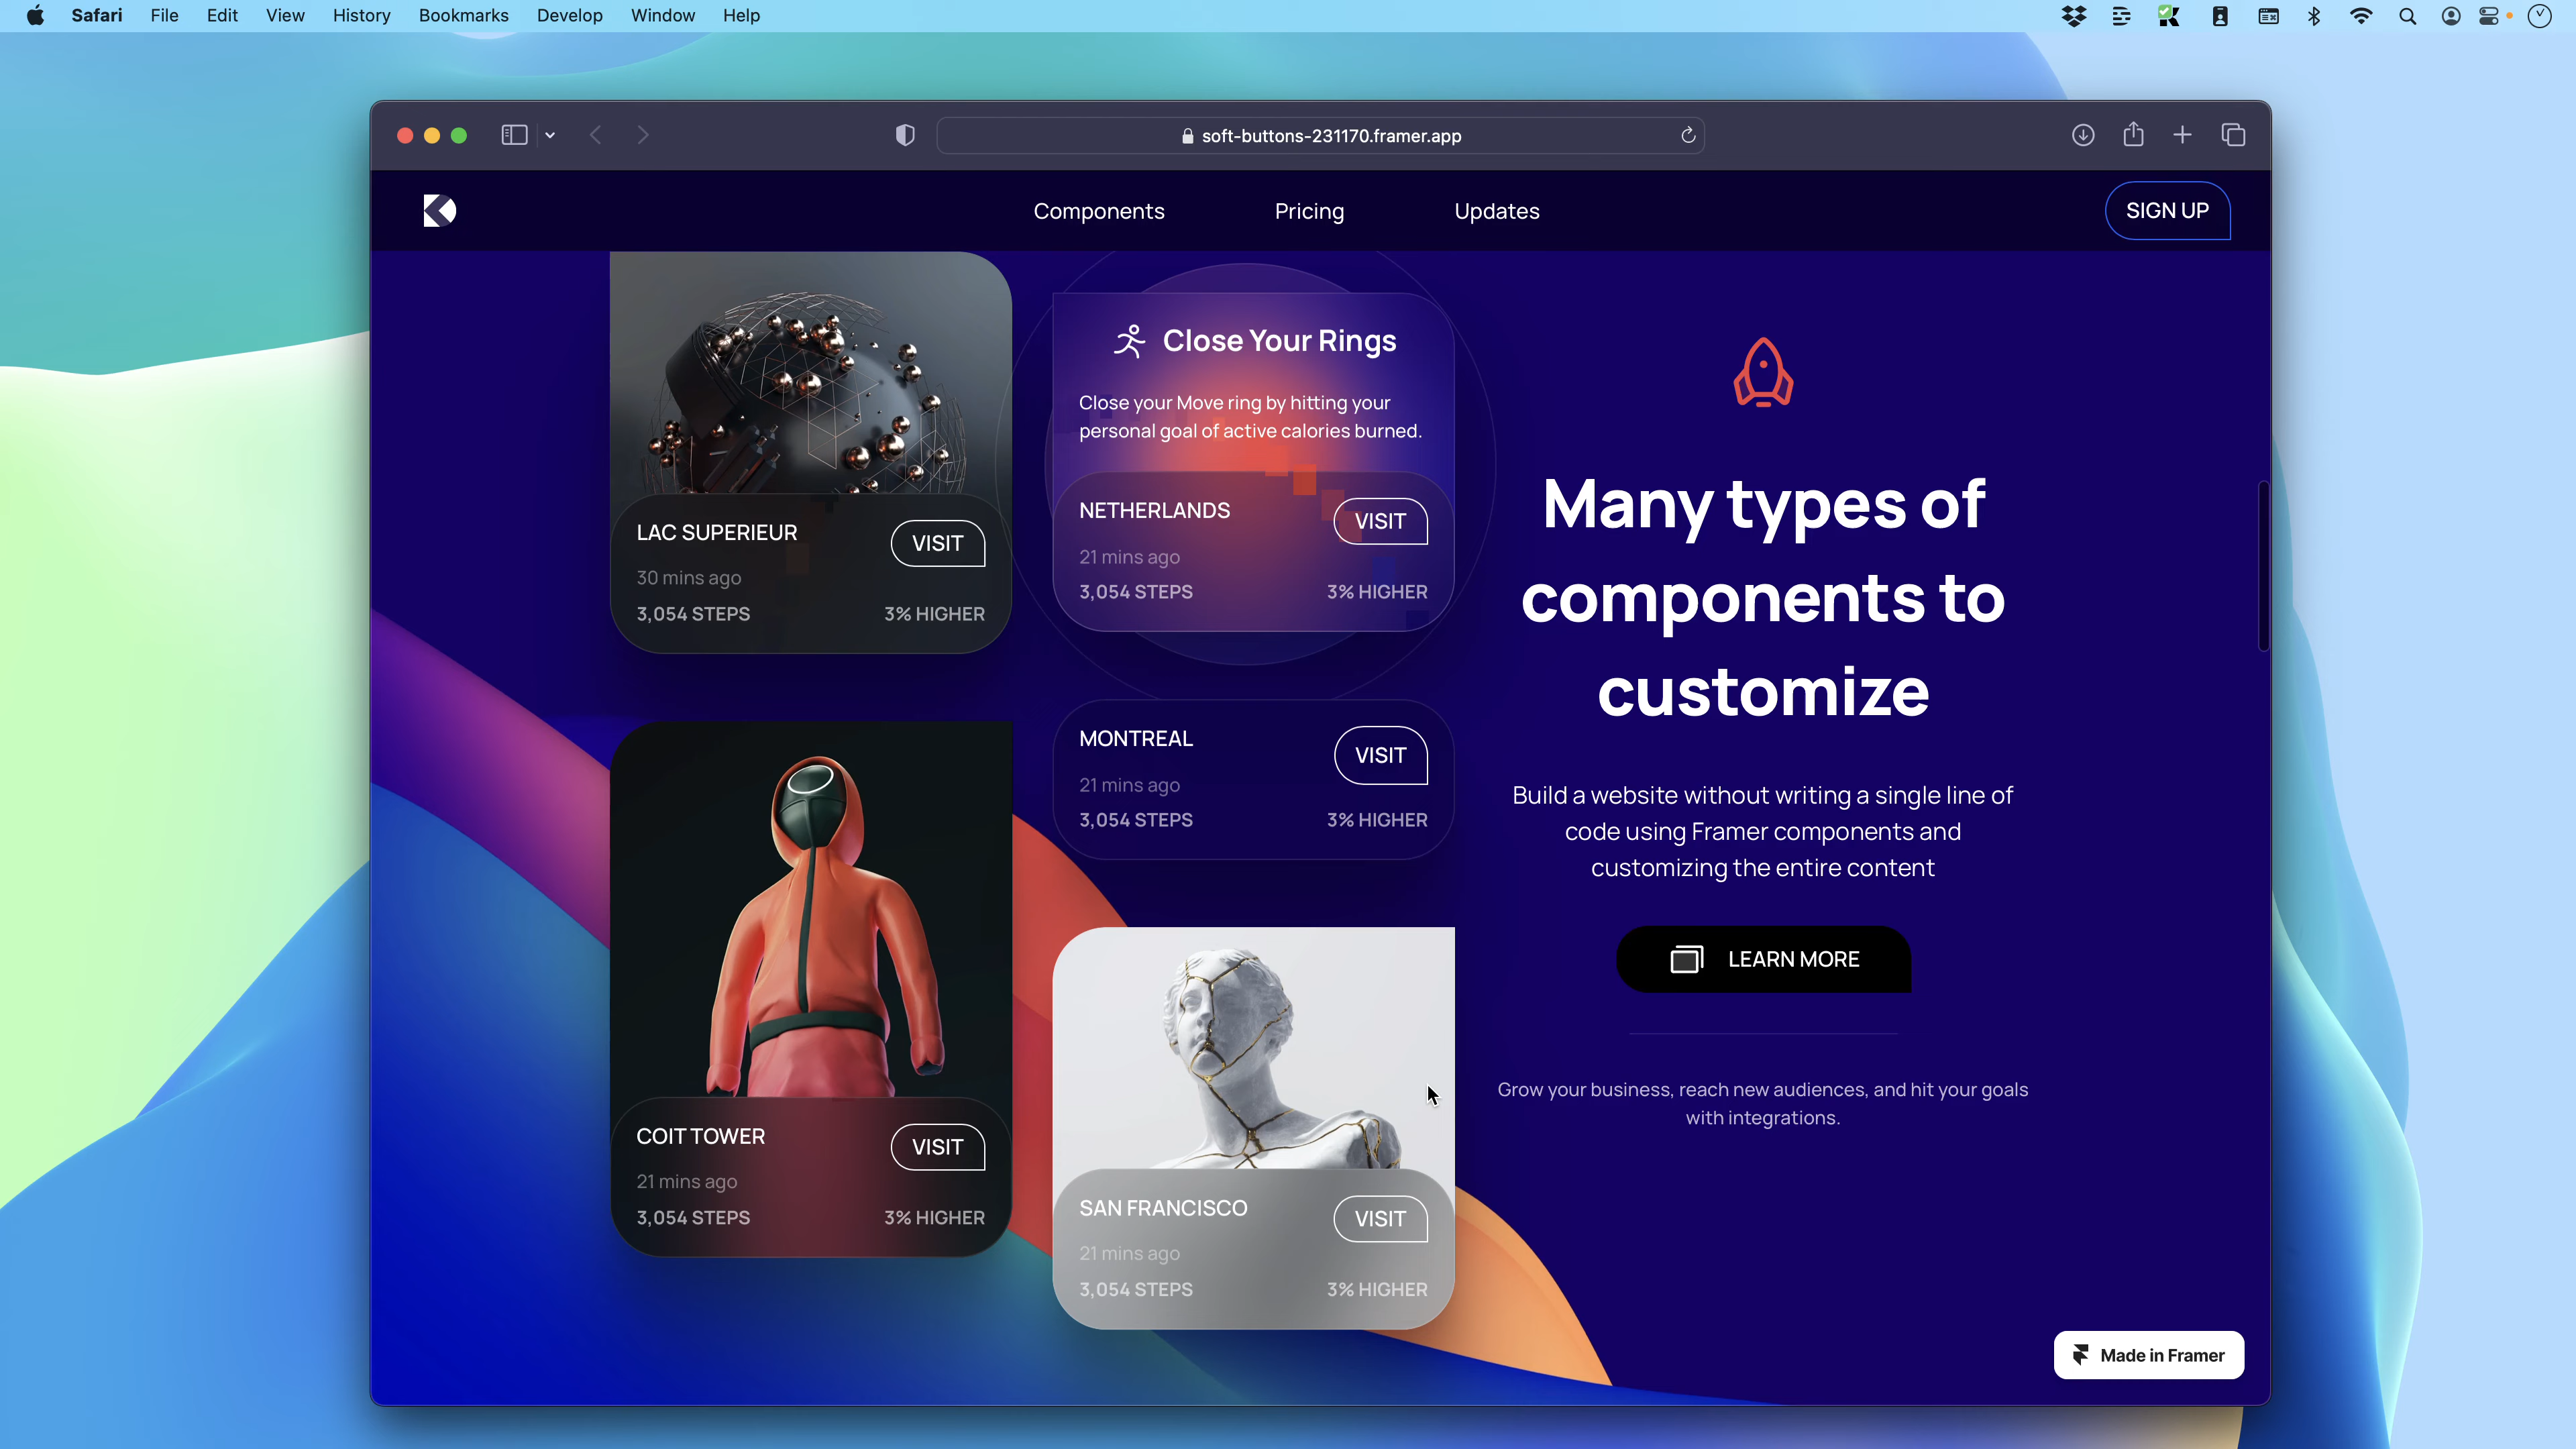 Safari File Edit View History Bookmarks Develop Window Help
soft-buttons-231170.framer.app
Components Pricing Updates
SIGN UP
LAC SUPERIEUR
VISIT
30 mins ago
3,054 STEPS 3% HIGHER
COIT TOWER
VISIT
21 mins ago
3,054 STEPS 3% HIGHER
Close Your Rings
Close your Move ring by hitting your
personal goal of active calories burned.
NETHERLANDS
VISIT
21 mins ago
3,054 STEPS 3% HIGHER
MONTREAL
VISIT
21 mins ago
3,054 STEPS 3% HIGHER
SAN FRANCISCO
VISIT
21 mins ago
3,054 STEPS 3% HIGHER
Many types of
components to
customize
Build a website without writing a single line of
code using Framer components and
customizing the entire content
LEARN MORE
Grow your business, reach new audiences, and hit your goals
with integrations.
Made in Framer